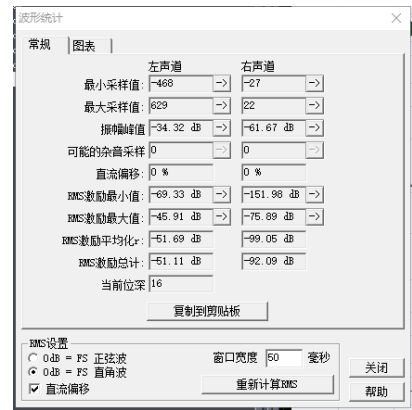 波形统计
常规 图表
左声道 右声道
最小采样值: -468 -> -27 ->
最大采样值: 629 -> 22 ->
振幅峰值 -34.32 dB -> -61.67 dB ->
可能的杂音采样 0 -> 0 ->
直流偏移: 0 % 0 %
RMS激励最小值: -69.33 dB -> -151.98 dB ->
RMS激励最大值: -45.91 dB -> -75.89 dB ->
RMS激励平均化r: -51.69 dB -99.05 dB
RMS激励总计: -51.11 dB -92.09 dB
当前位深 16
复制到剪贴板
RMS设置
0dB = FS 正弦波 窗口宽度 50 毫秒
0dB = FS 直角波 关闭
直流偏移 重新计算RMS 帮助